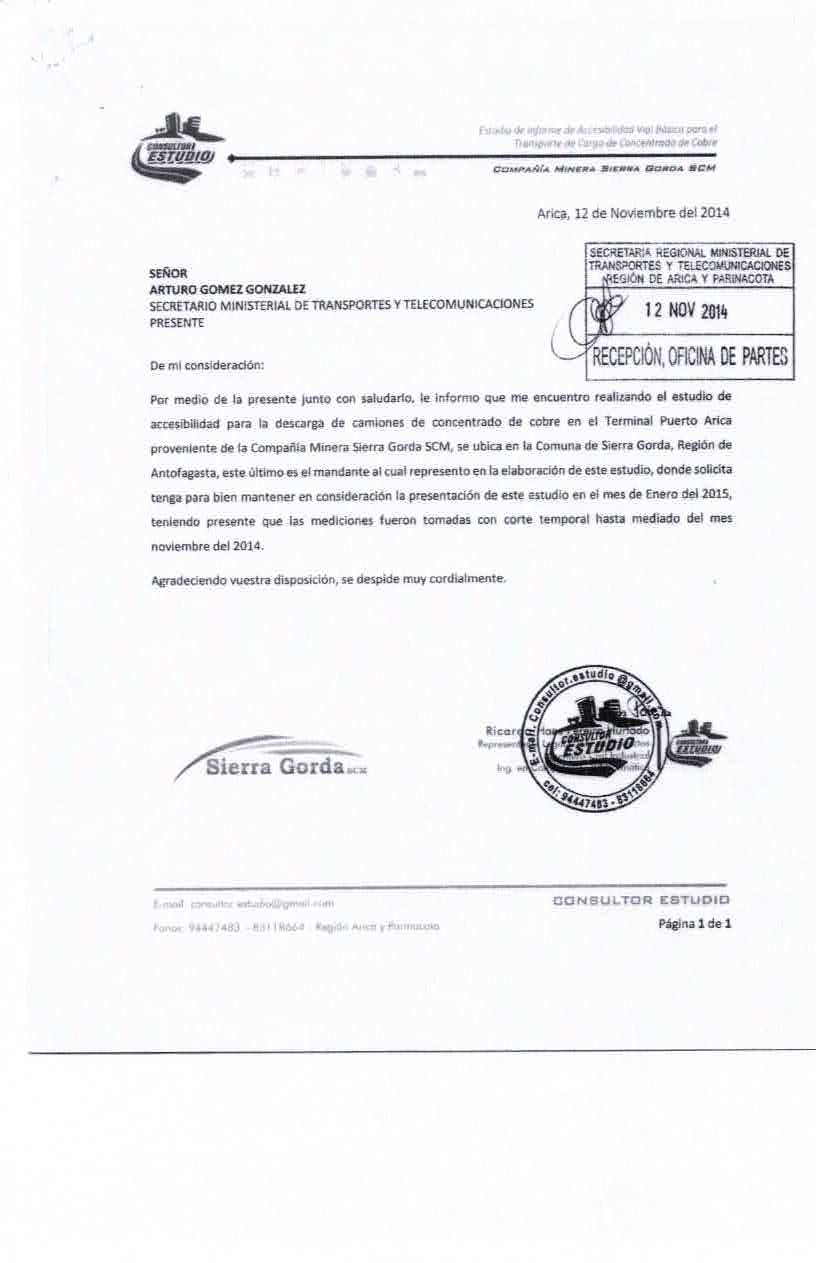 CONSULTOR
ESTUDIO
Estudio de informe de Accesibilidad Vial Básica para el
Transporte de Carga de Concentrado de Cobre
COMPAÑÍA MINERA SIERRA GORDA SCM
Arica, 12 de Noviembre del 2014
SECRETARIA REGIONAL MINISTERIAL DE
TRANSPORTES Y TELECOMUNICACIONES
REGIÓN DE ARICA Y PARINACOTA
12 NOV 2014
RECEPCIÓN, OFICINA DE PARTES
SEÑOR
ARTURO GOMEZ GONZALEZ
SECRETARIO MINISTERIAL DE TRANSPORTES Y TELECOMUNICACIONES
PRESENTE
De mi consideración:
Por medio de la presente junto con saludarlo, le informo que me encuentro realizando el estudio de
accesibilidad para la descarga de camiones de concentrado de cobre en el Terminal Puerto Arica
proveniente de la Compañía Minera Sierra Gorda SCM, se ubica en la Comuna de Sierra Gorda, Región de
Antofagasta, este último es el mandante al cual represento en la elaboración de este estudio, donde solicita
tenga para bien mantener en consideración la presentación de este estudio en el mes de Enero del 2015,
teniendo presente que las mediciones fueron tomadas con corte temporal hasta mediado del mes
noviembre del 2014.
Agradeciendo vuestra disposición, se despide muy cordialmente.
Sierra Gorda SCM
E-mail. Consultor.estudio @gmail.com
CONSULTOR
ESTUDIO
cel: 94447483 - 83118664
Hurtado
Ing.
CONSULTOR
ESTUDIO
E-mail: consultor.estudio@gmail.com
CONSULTOR ESTUDIO
Fonos: 94447483 - 83118664 - Región Arica y Parinacota
Página 1 de 1